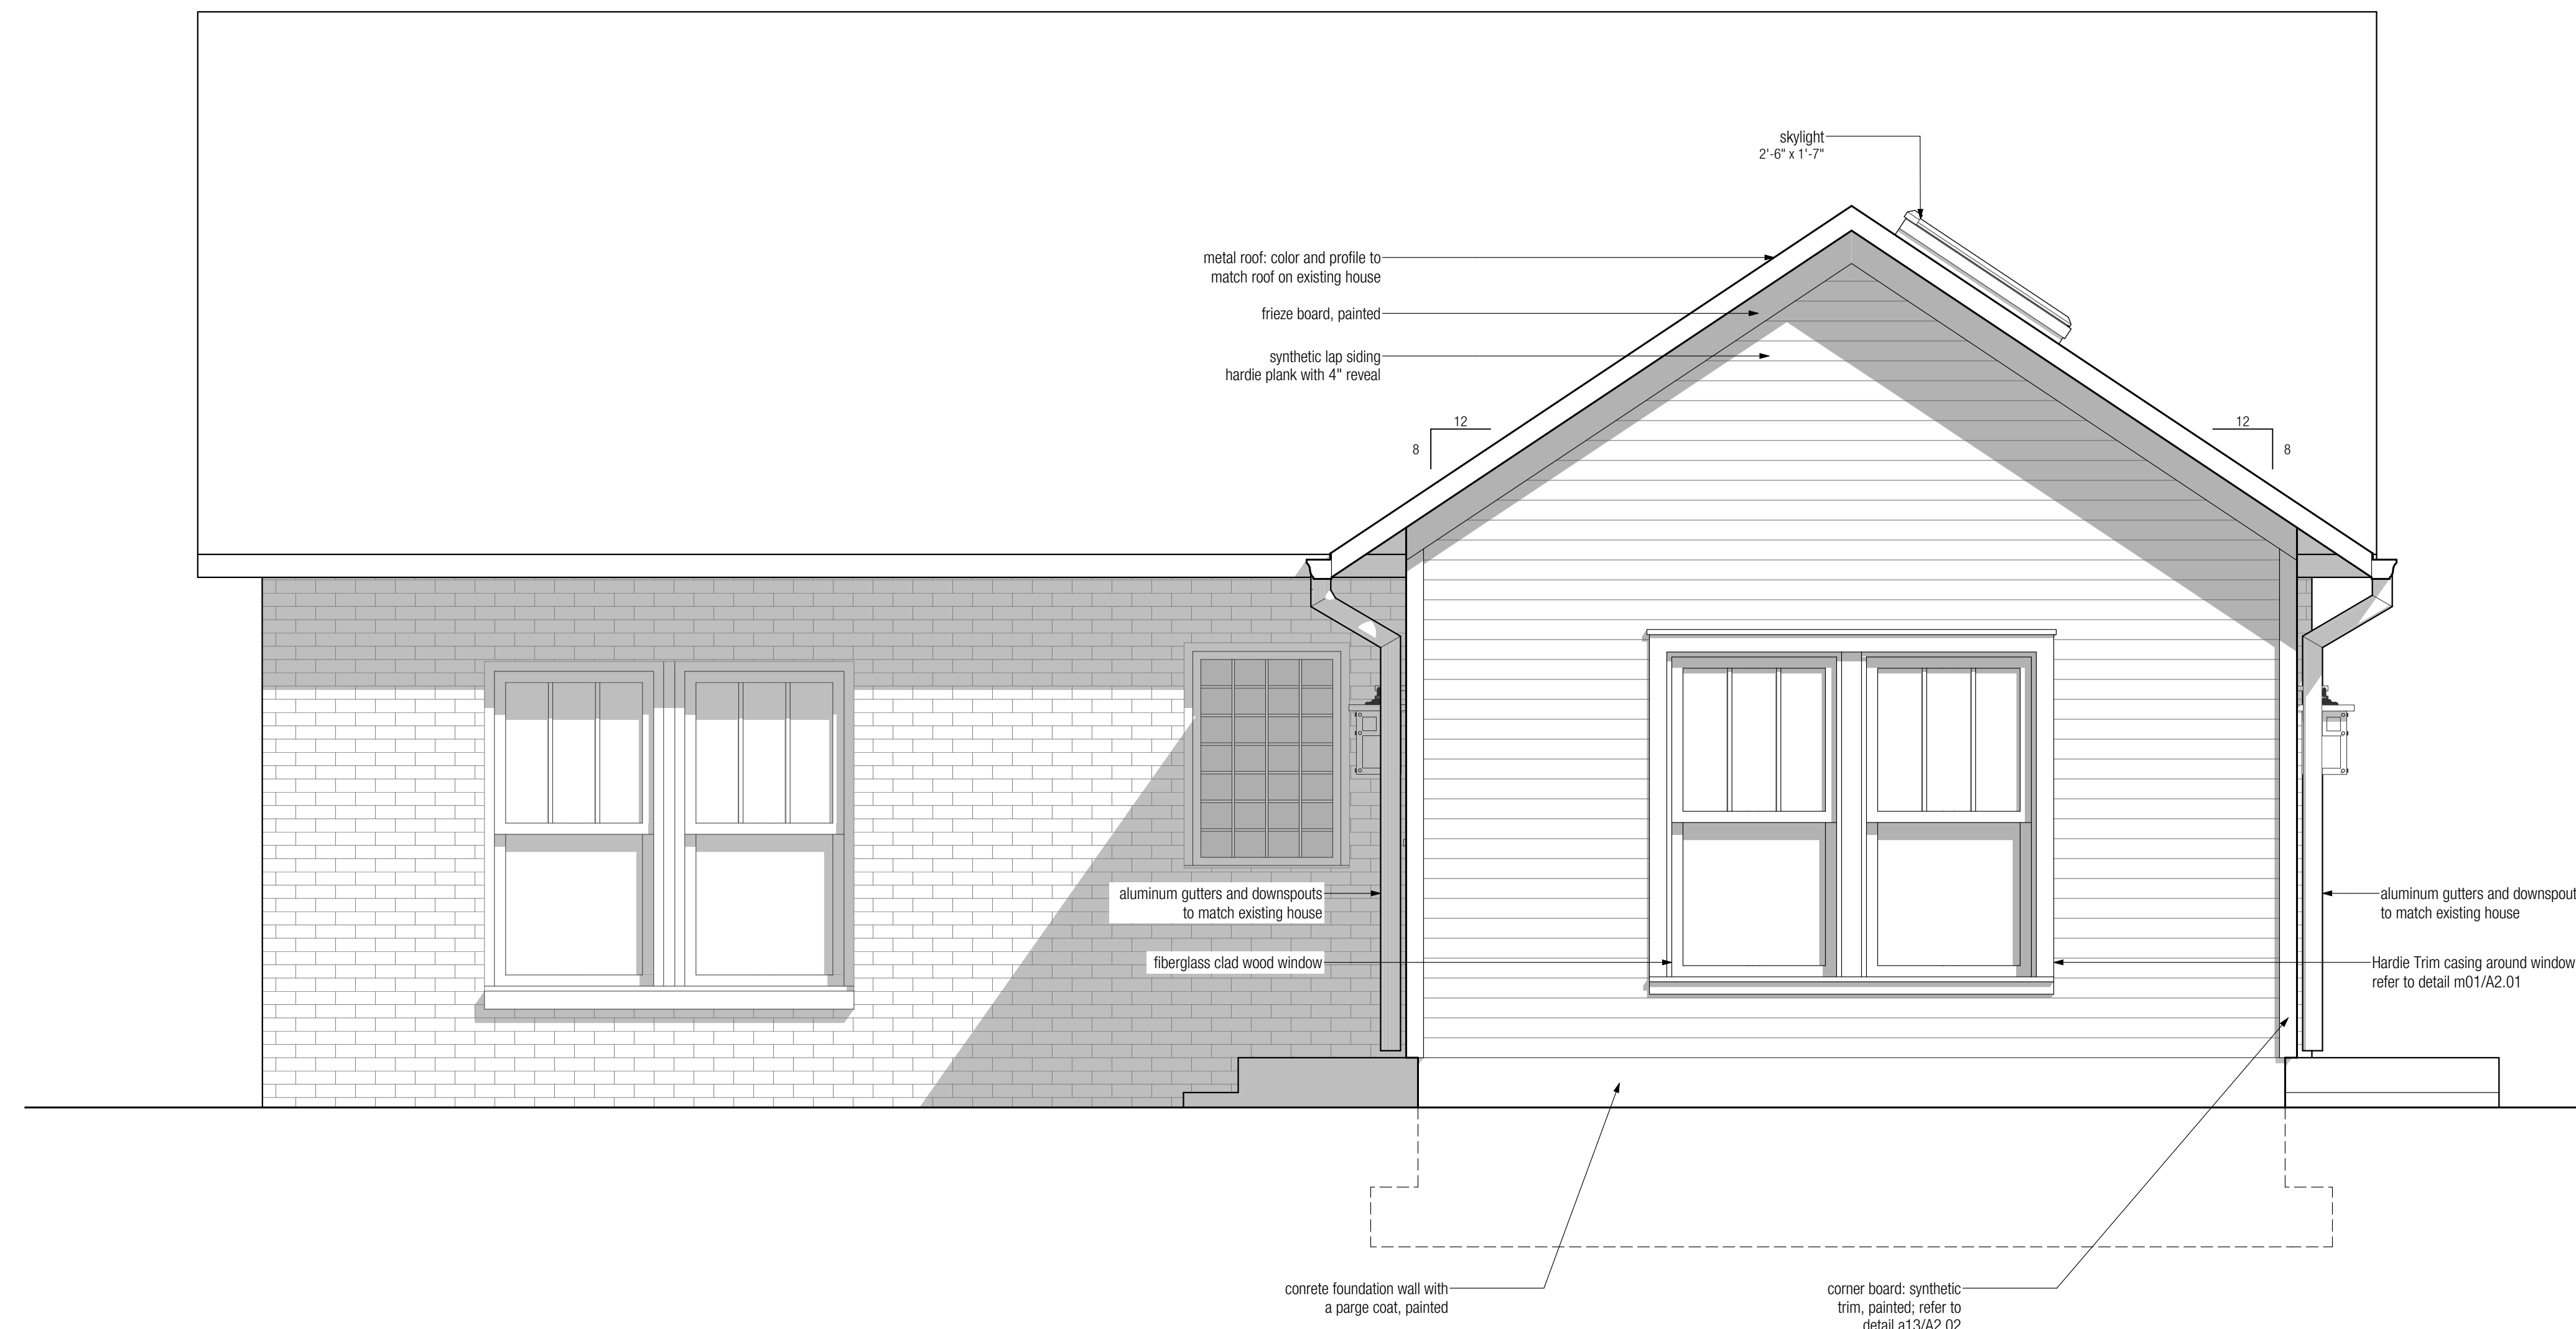 skylight
2'-6" x 1'-7"
metal roof: color and profile to
match roof on existing house
frieze board, painted
synthetic lap siding
hardie plank with 4" reveal
12
8
12
8
aluminum gutters and downspouts
to match existing house
fiberglass clad wood window
aluminum gutters and downspout
to match existing house
Hardie Trim casing around window
refer to detail m01/A2.01
conrete foundation wall with
a parge coat, painted
corner board: synthetic
trim, painted; refer to
detail a13/A2.02